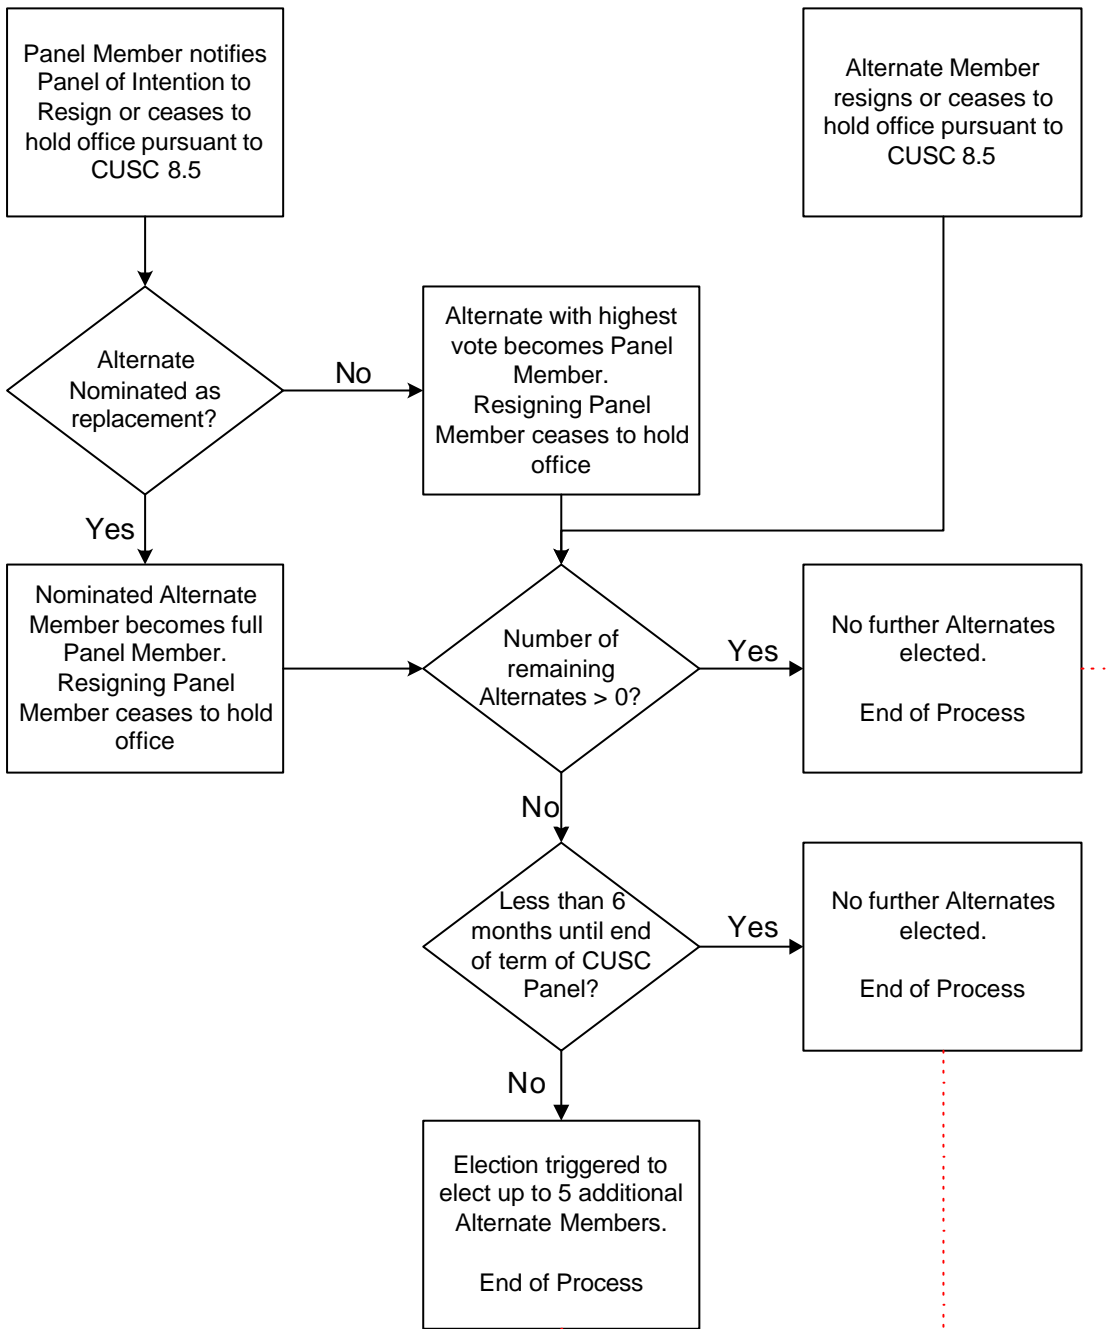 Panel Member notifies
Panel of Intention to
Resign or ceases to
hold office pursuant to
CUSC 8.5
Alternate Member
resigns or ceases to
hold office pursuant to
CUSC 8.5
Alternate
Nominated as
replacement?
No
Alternate with highest
vote becomes Panel
Member.
Resigning Panel
Member ceases to hold
office
Yes
Nominated Alternate
Member becomes full
Panel Member.
Resigning Panel
Member ceases to hold
office
Number of
remaining
Alternates > 0?
Yes
No further Alternates
elected.
End of Process
No
Less than 6
months until end
of term of CUSC
Panel?
Yes
No further Alternates
elected.
End of Process
No
Election triggered to
elect up to 5 additional
Alternate Members.
End of Process